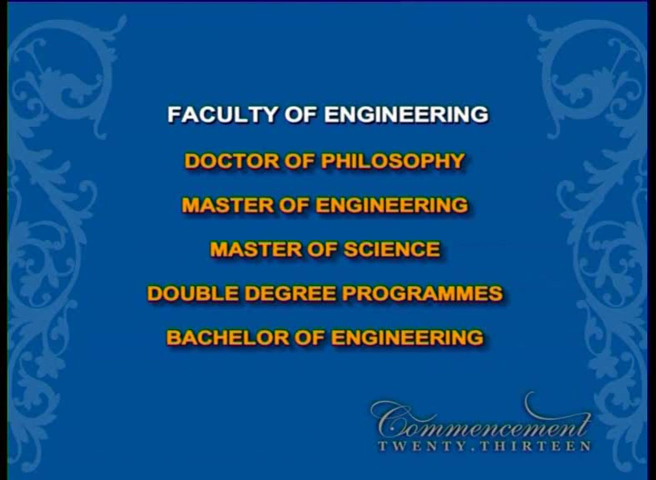 FACULTY OF ENGINEERING
DOCTOR OF PHILOSOPHY
MASTER OF ENGINEERING
MASTER OF SCIENCE
DOUBLE DEGREE PROGRAMMES
BACHELOR OF ENGINEERING
Commencement
TWENTY.THIRTEEN